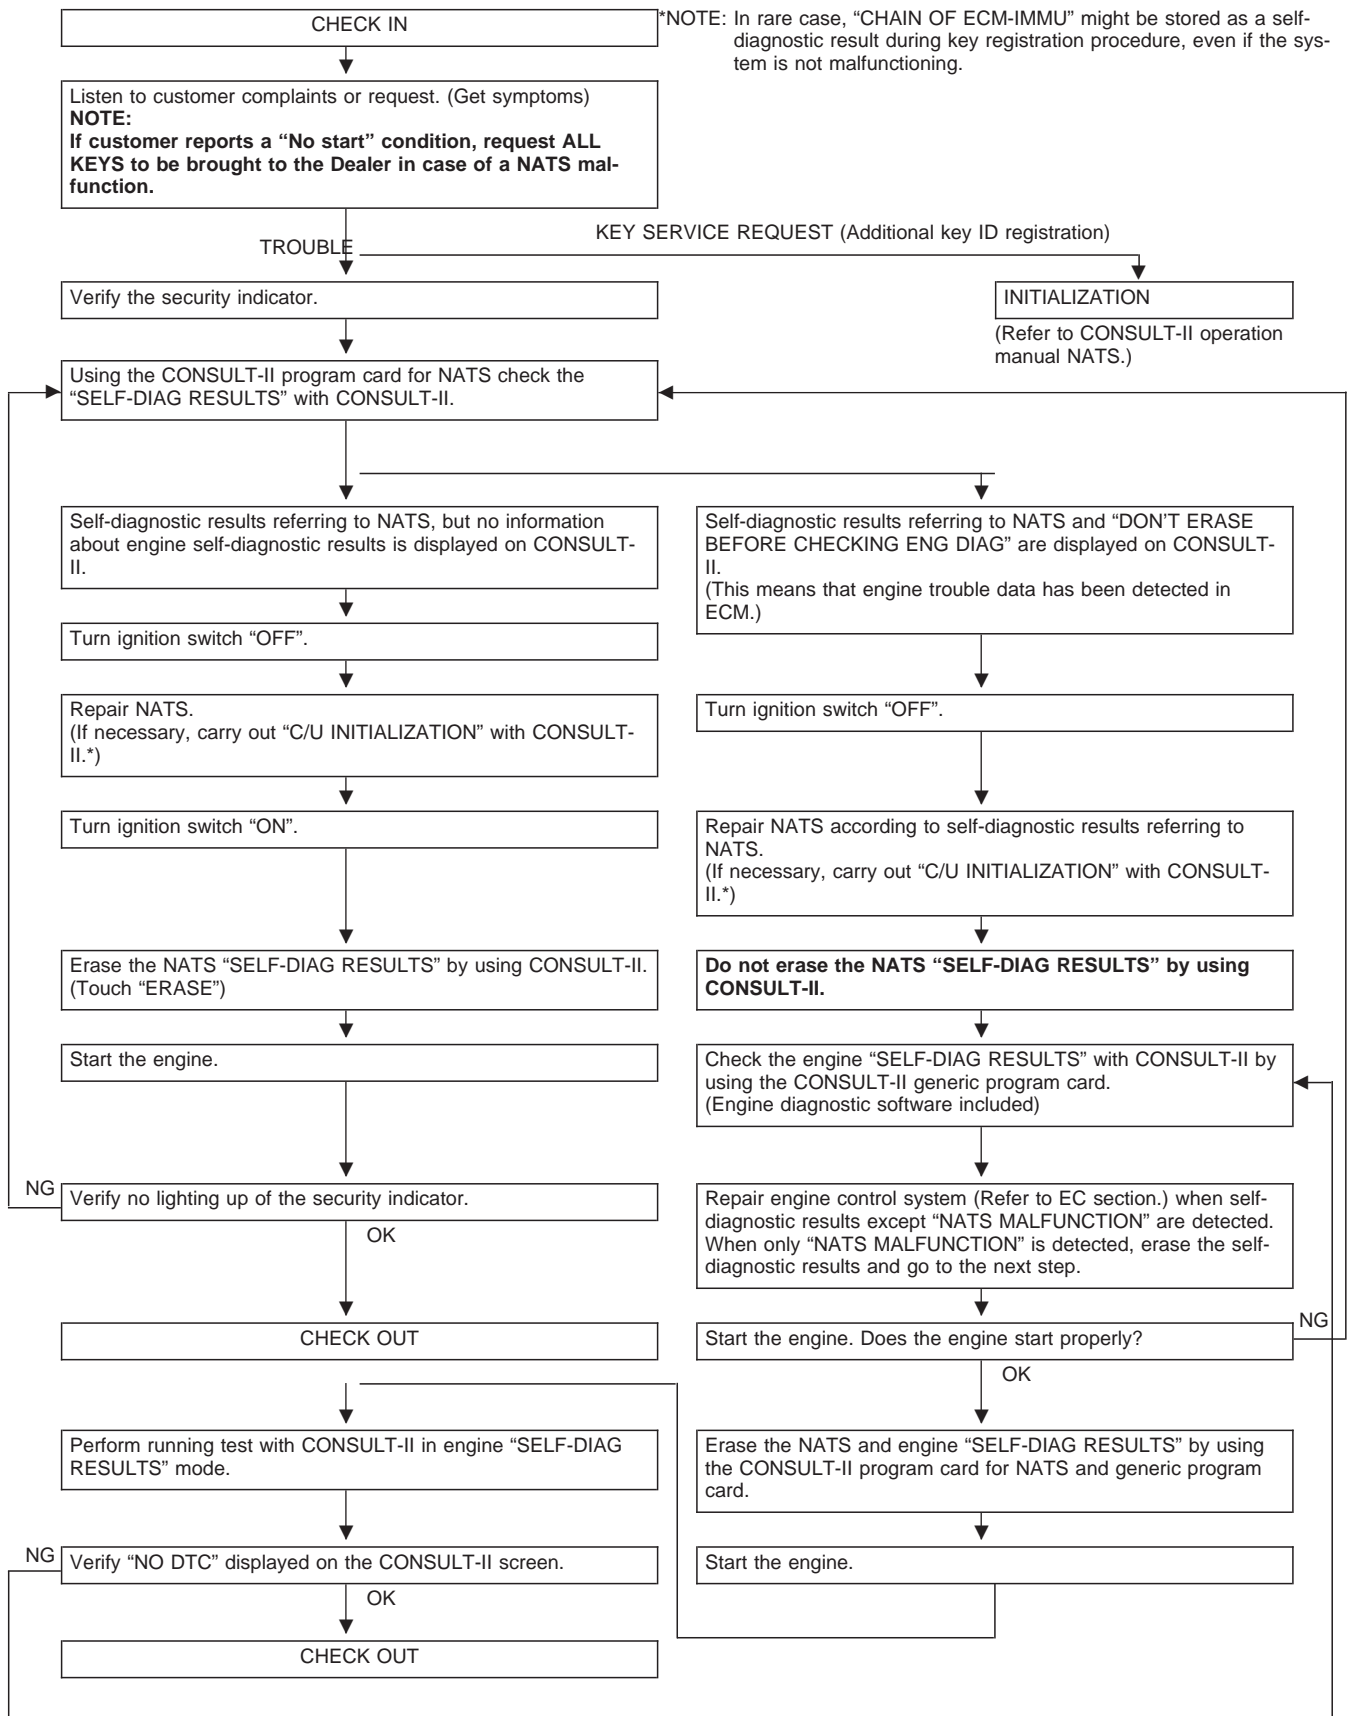 CHECK IN
*NOTE: In rare case, “CHAIN OF ECM-IMMU” might be stored as a self-
diagnostic result during key registration procedure, even if the sys-
tem is not malfunctioning.
Listen to customer complaints or request. (Get symptoms)
NOTE:
If customer reports a “No start” condition, request ALL
KEYS to be brought to the Dealer in case of a NATS mal-
function.
TROUBLE
KEY SERVICE REQUEST (Additional key ID registration)
Verify the security indicator.
INITIALIZATION
(Refer to CONSULT-II operation
manual NATS.)
Using the CONSULT-II program card for NATS check the
“SELF-DIAG RESULTS” with CONSULT-II.
Self-diagnostic results referring to NATS, but no information
about engine self-diagnostic results is displayed on CONSULT-
II.
Self-diagnostic results referring to NATS and “DON’T ERASE
BEFORE CHECKING ENG DIAG” are displayed on CONSULT-
II.
(This means that engine trouble data has been detected in
ECM.)
Turn ignition switch “OFF”.
Repair NATS.
(If necessary, carry out “C/U INITIALIZATION” with CONSULT-
II.*)
Turn ignition switch “OFF”.
Turn ignition switch “ON”.
Repair NATS according to self-diagnostic results referring to
NATS.
(If necessary, carry out “C/U INITIALIZATION” with CONSULT-
II.*)
Erase the NATS “SELF-DIAG RESULTS” by using CONSULT-II.
(Touch “ERASE”)
Do not erase the NATS “SELF-DIAG RESULTS” by using
CONSULT-II.
Start the engine.
Check the engine “SELF-DIAG RESULTS” with CONSULT-II by
using the CONSULT-II generic program card.
(Engine diagnostic software included)
NG
Verify no lighting up of the security indicator.
OK
Repair engine control system (Refer to EC section.) when self-
diagnostic results except “NATS MALFUNCTION” are detected.
When only “NATS MALFUNCTION” is detected, erase the self-
diagnostic results and go to the next step.
CHECK OUT
Start the engine. Does the engine start properly?
NG
OK
Perform running test with CONSULT-II in engine “SELF-DIAG
RESULTS” mode.
Erase the NATS and engine “SELF-DIAG RESULTS” by using
the CONSULT-II program card for NATS and generic program
card.
NG
Verify “NO DTC” displayed on the CONSULT-II screen.
OK
Start the engine.
CHECK OUT